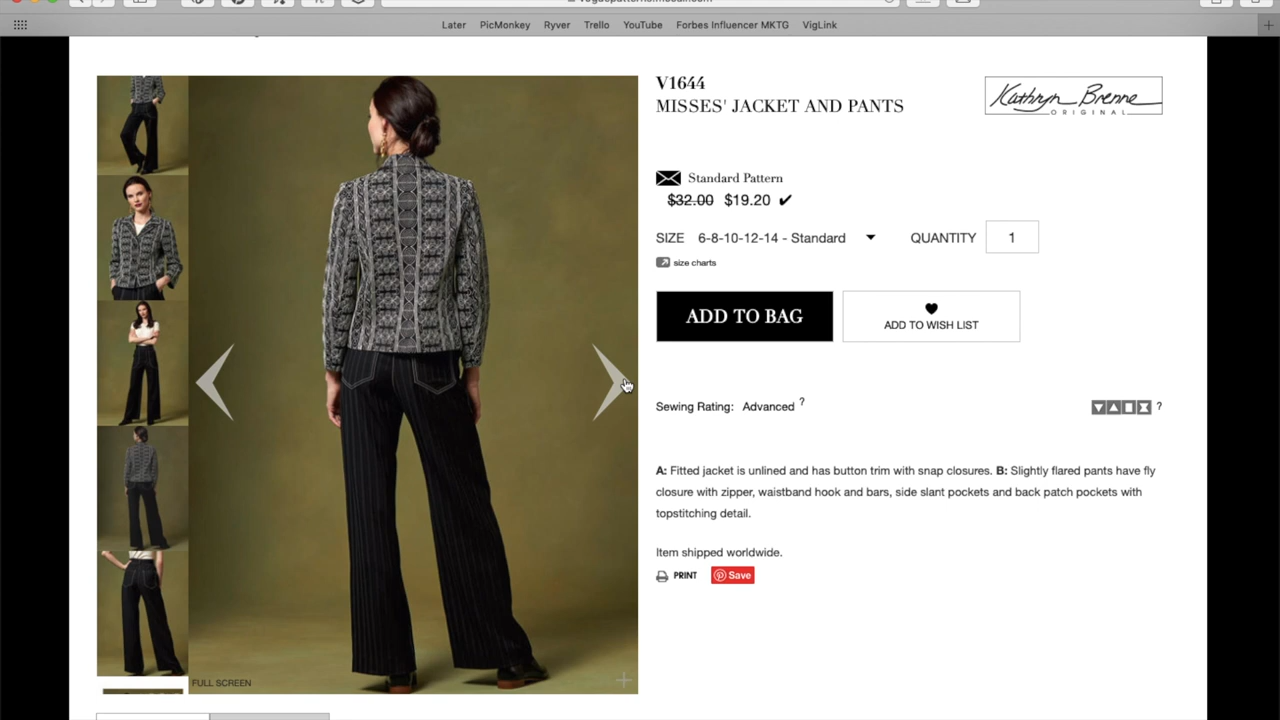 Later PicMonkey Ryver Trello YouTube Forbes Influencer MKTG VigLink
V1644
MISSES' JACKET AND PANTS
Kathryn Brenne
ORIGINAL
Standard Pattern
$32.00 $19.20 ✔
SIZE 6-8-10-12-14 - Standard QUANTITY 1
size charts
ADD TO BAG
ADD TO WISH LIST
Sewing Rating: Advanced ?
?
A: Fitted jacket is unlined and has button trim with snap closures. B: Slightly flared pants have fly
closure with zipper, waistband hook and bars, side slant pockets and back patch pockets with
topstitching detail.
Item shipped worldwide.
PRINT Save
FULL SCREEN